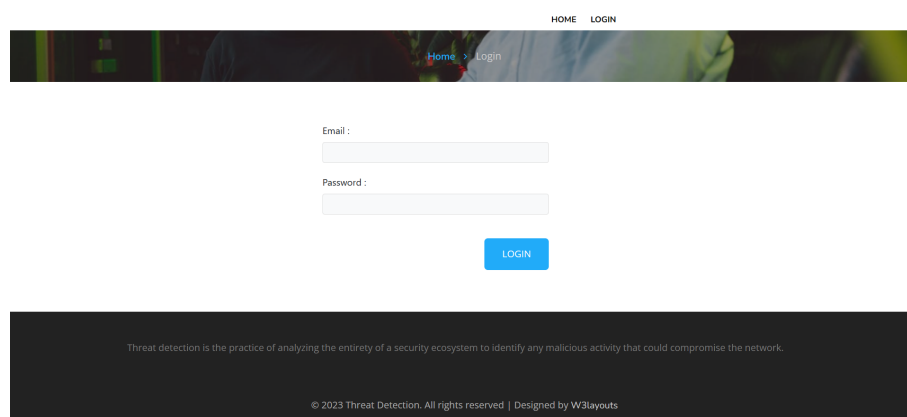 HOME LOGIN
Home > Login
Email :
Password :
LOGIN
Threat detection is the practice of analyzing the entirety of a security ecosystem to identify any malicious activity that could compromise the network.
© 2023 Threat Detection. All rights reserved | Designed by W3layouts